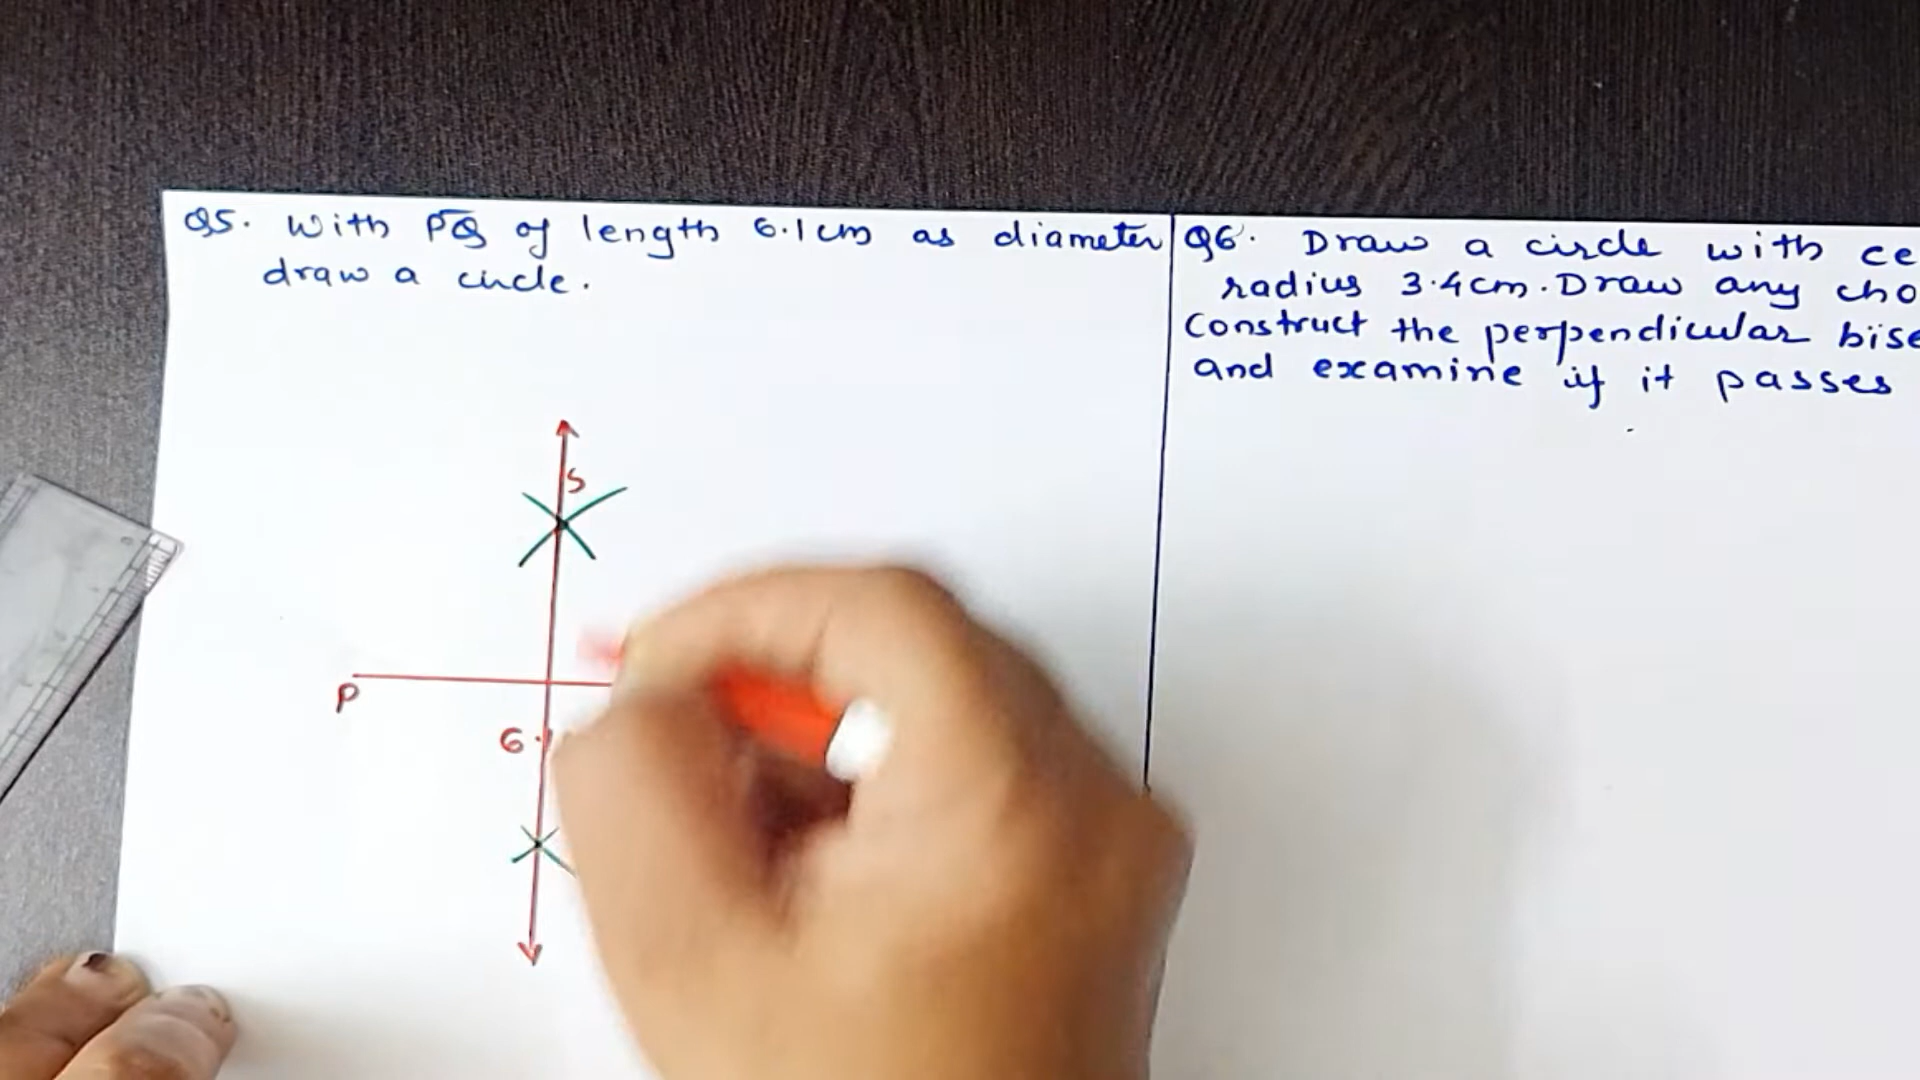 Q5. With PQ of length 6.1cm as diameter
draw a circle.
Q6. Draw a circle with ce
radius 3.4cm. Draw any cho
Construct the perpendicular bise
and examine if it passes
S
P
6.1